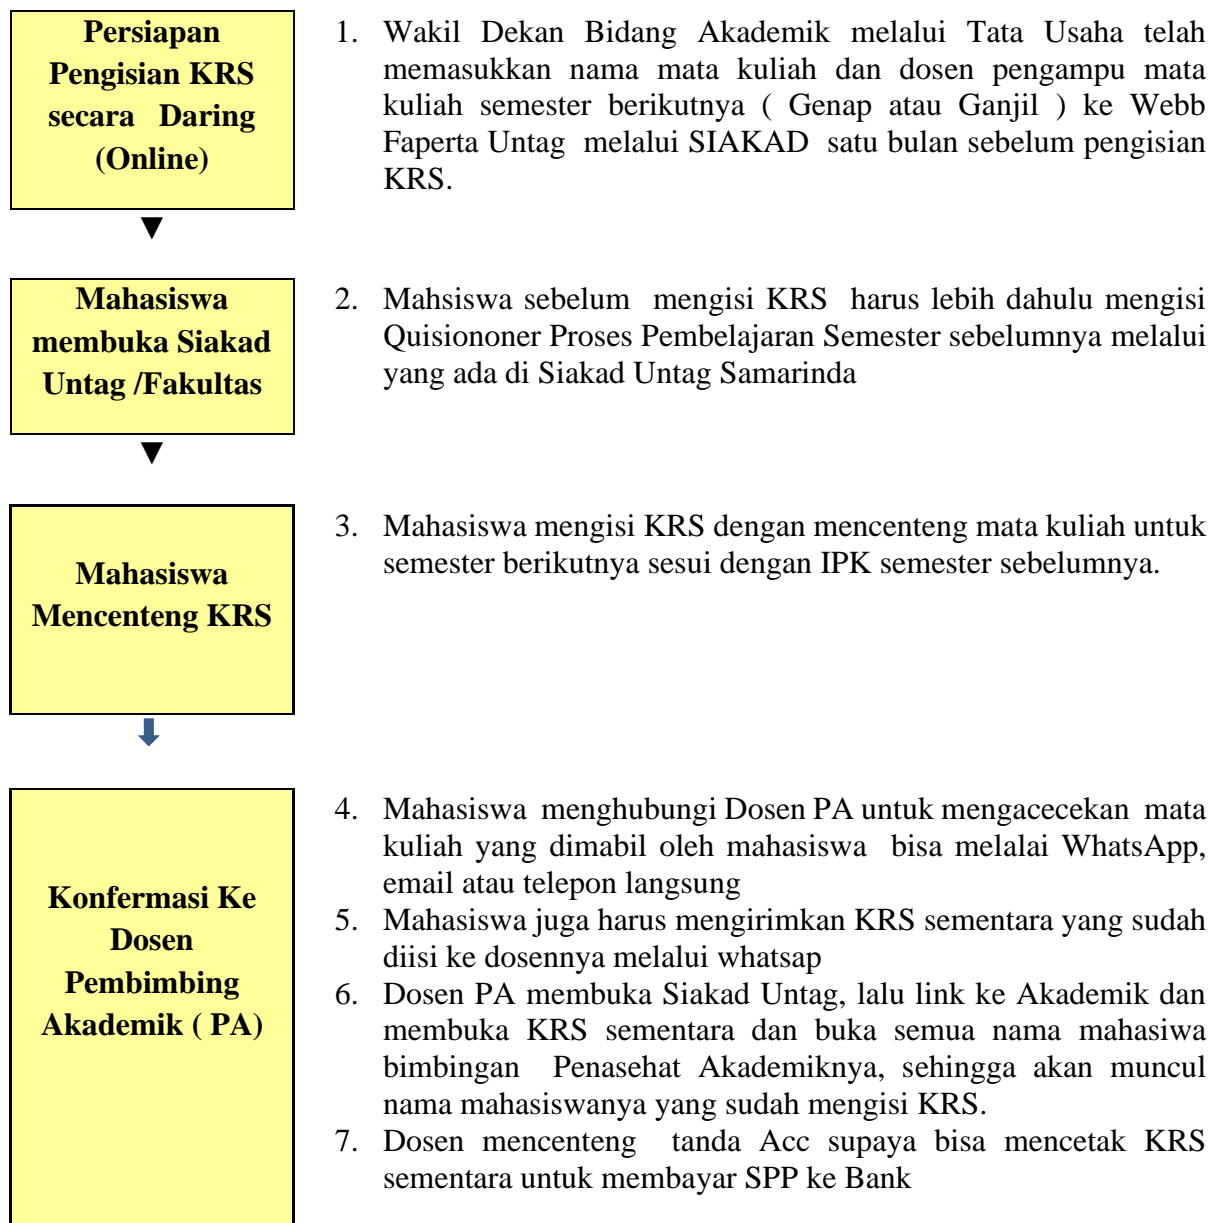 Persiapan
Pengisian KRS
secara Daring
(Online)
1. Wakil Dekan Bidang Akademik melalui Tata Usaha telah
memasukkan nama mata kuliah dan dosen pengampu mata
kuliah semester berikutnya ( Genap atau Ganjil ) ke Webb
Faperta Untag melalui SIAKAD satu bulan sebelum pengisian
KRS.
Mahasiswa
membuka Siakad
Untag /Fakultas
2. Mahsiswa sebelum mengisi KRS harus lebih dahulu mengisi
Quisiononer Proses Pembelajaran Semester sebelumnya melalui
yang ada di Siakad Untag Samarinda
Mahasiswa
Mencenteng KRS
3. Mahasiswa mengisi KRS dengan mencenteng mata kuliah untuk
semester berikutnya sesui dengan IPK semester sebelumnya.
Konfermasi Ke
Dosen
Pembimbing
Akademik ( PA)
4. Mahasiswa menghubungi Dosen PA untuk mengacecekan mata
kuliah yang dimabil oleh mahasiswa bisa melalai WhatsApp,
email atau telepon langsung
5. Mahasiswa juga harus mengirimkan KRS sementara yang sudah
diisi ke dosennya melalui whatsap
6. Dosen PA membuka Siakad Untag, lalu link ke Akademik dan
membuka KRS sementara dan buka semua nama mahasiwa
bimbingan Penasehat Akademiknya, sehingga akan muncul
nama mahasiswanya yang sudah mengisi KRS.
7. Dosen mencenteng tanda Acc supaya bisa mencetak KRS
sementara untuk membayar SPP ke Bank